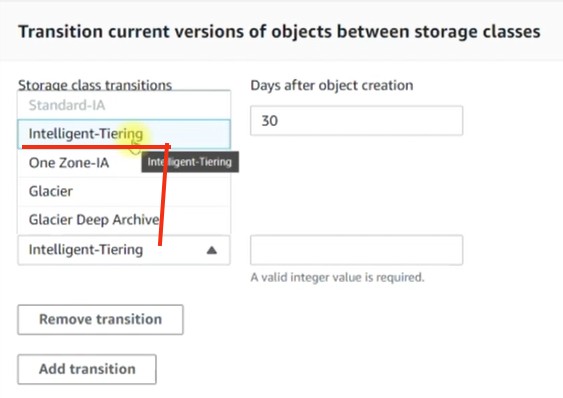 Transition current versions of objects between storage classes
Storage class transitions
Days after object creation
Standard-IA
30
Intelligent-Tiering
One Zone-IA
Intelligent-Tiering
Glacier
Glacier Deep Archive
Intelligent-Tiering
A valid integer value is required.
Remove transition
Add transition